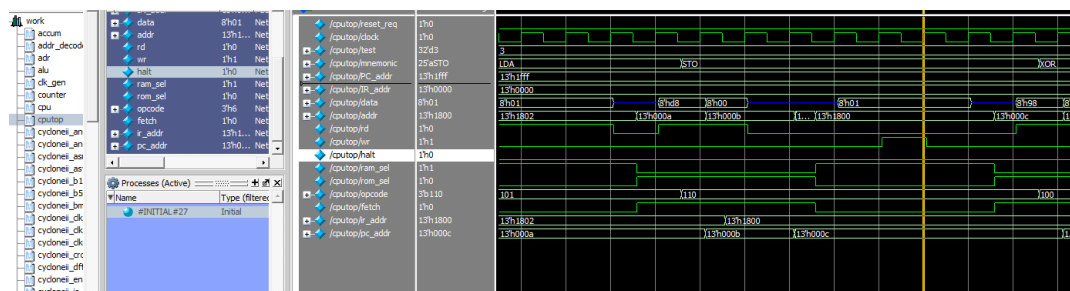 work
accum
addr_decod
adr
alu
clk_gen
counter
cpu
cputop
cycloneii_an
cycloneii_asr
cycloneii_as
cycloneii_b1
cycloneii_b5
cycloneii_bm
cycloneii_clk
cycloneii_clk
cycloneii_clk
cycloneii_crc
cycloneii_dff
cycloneii_en
data 8'h01 Net
addr 13'h1... Net
rd 1'h0 Net
wr 1'h1 Net
halt 1'h0 Net
ram_sel 1'h1 Net
rom_sel 1'h0 Net
opcode 3'h6 Net
fetch 1'h0 Net
ir_addr 13'h1... Net
pc_addr 13'h0... Net
Processes (Active)
Name Type (filtered
#INITIAL#27 Initial
/cputop/reset_req 1'h0
/cputop/clock 1'h0
/cputop/test 32'd3 3
/cputop/mnemonic 25'aSTO LDA STO XOR
/cputop/PC_addr 13'h1fff 13'h1fff
/cputop/IR_addr 13'h0000 13'h0000
/cputop/data 8'h01 8'h01 8'hd8 8'h00 8'h01 8'h98 8
/cputop/addr 13'h1800 13'h1802 13'h000a 13'h000b 1... 13'h1800 13'h000c 1
/cputop/rd 1'h0
/cputop/wr 1'h1
/cputop/halt 1'h0
/cputop/ram_sel 1'h1
/cputop/rom_sel 1'h0
/cputop/opcode 3'b110 101 110 100
/cputop/fetch 1'h0
/cputop/ir_addr 13'h1800 13'h1802 13'h1800
/cputop/pc_addr 13'h000c 13'h000a 13'h000b 13'h000c 1